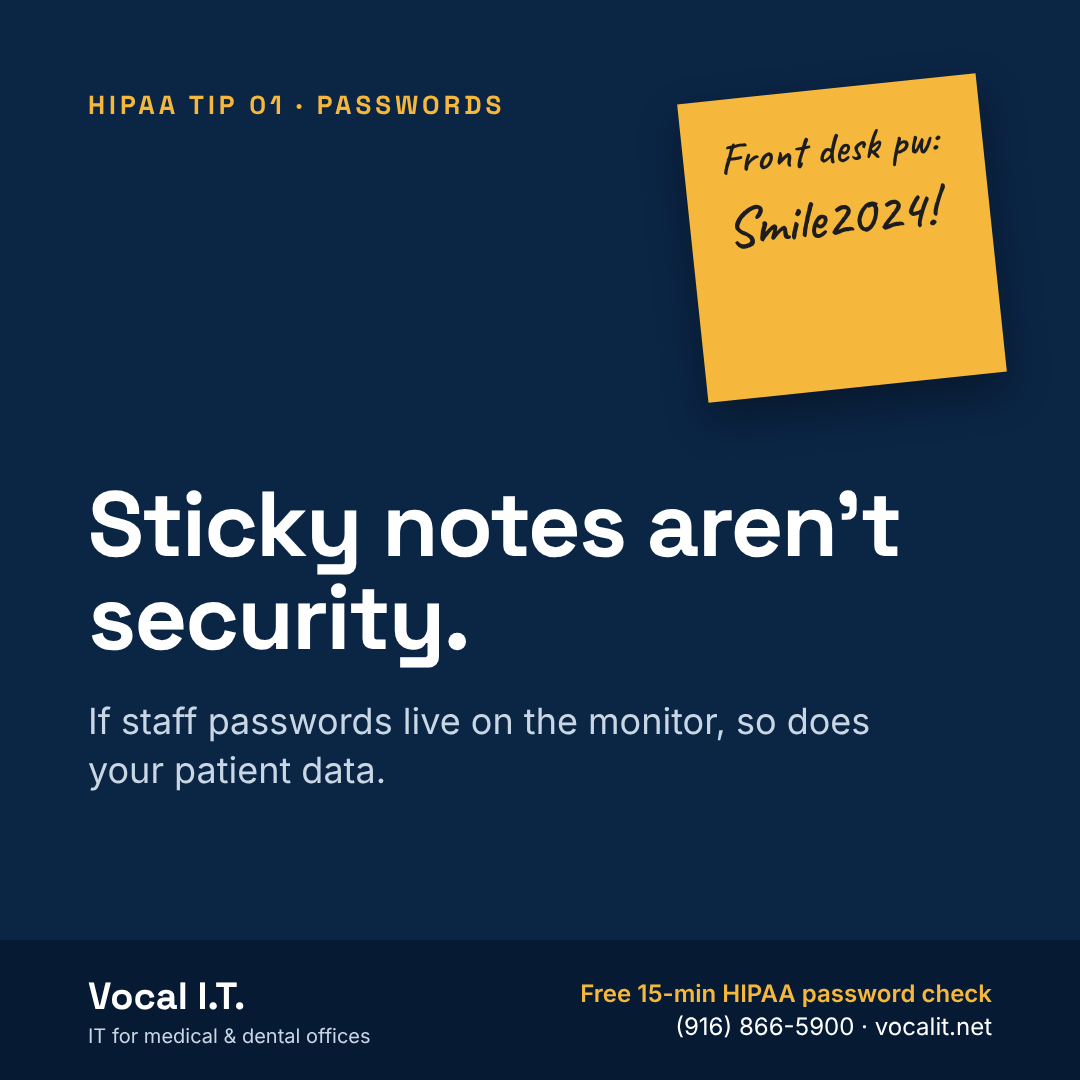 HIPAA TIP 01 · PASSWORDS
Front desk pw:
Smile2024!
Sticky notes aren’t
security.
If staff passwords live on the monitor, so does
your patient data.
Vocal I.T.
IT for medical & dental offices
Free 15-min HIPAA password check
(916) 866-5900 · vocalit.net